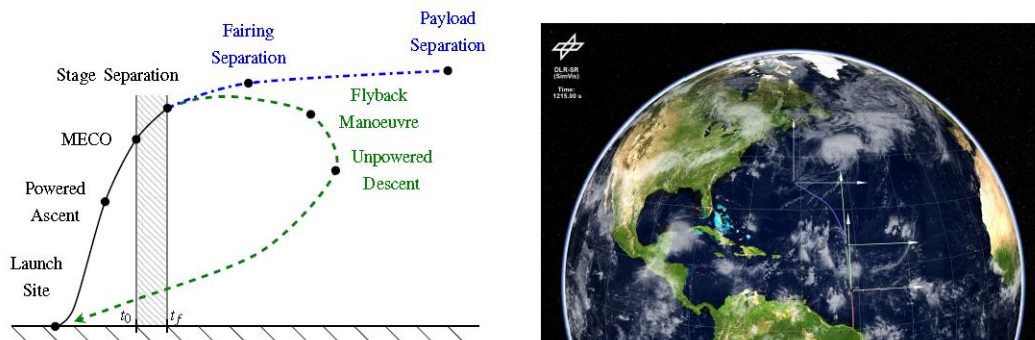 Fairing
Separation
Payload
Separation
Stage Separation
Flyback
Manoeuvre
MECO
Unpowered
Descent
Powered
Ascent
Launch
Site
t0
tf
DLR-SR
(SimVis)
Time:
1215.00 s